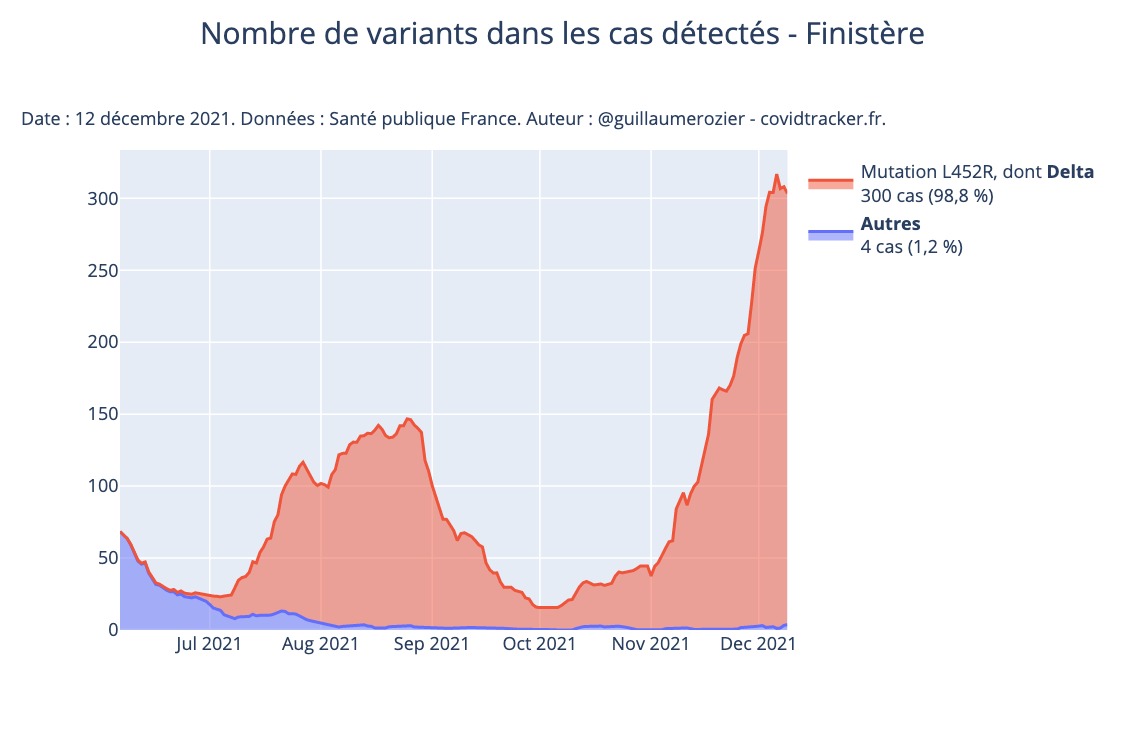 Nombre de variants dans les cas détectés - Finistère
Date : 12 décembre 2021. Données : Santé publique France. Auteur : @guillaumerozier - covidtracker.fr.
Mutation L452R, dont Delta
300 cas (98,8 %)
Autres
4 cas (1,2 %)
300
250
200
150
100
50
0
Jul 2021 Aug 2021 Sep 2021 Oct 2021 Nov 2021 Dec 2021